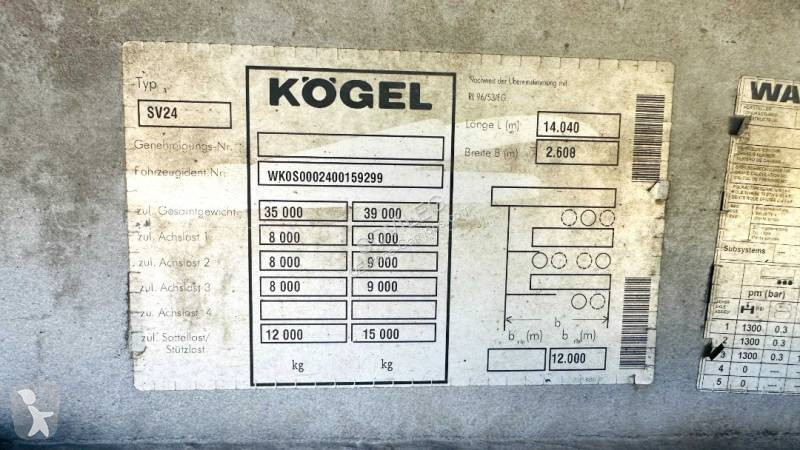 KÖGEL
Typ
SV24
Genehmigungs-Nr.
Fahrzeugident.Nr.
WK0S0002400159299
zul. Gesamtgewicht 35 000 39 000
zul. Achslast 1 8 000 9 000
zul. Achslast 2 8 000 9 000
zul. Achslast 3 8 000 9 000
zul. Achslast 4
zul. Sattellast/ 12 000 15 000
Stützlast
kg kg
Nachweis der Übereinstimmung mit
RL 96/53/EG
Länge L (m) 14.040
Breite B (m) 2.608
b
b (m) b (m)
12.000
WA
Subsystems
pm (bar)
1 1300 0.3
2 1300 0.3
3 1300 0.3
4 0
5 0